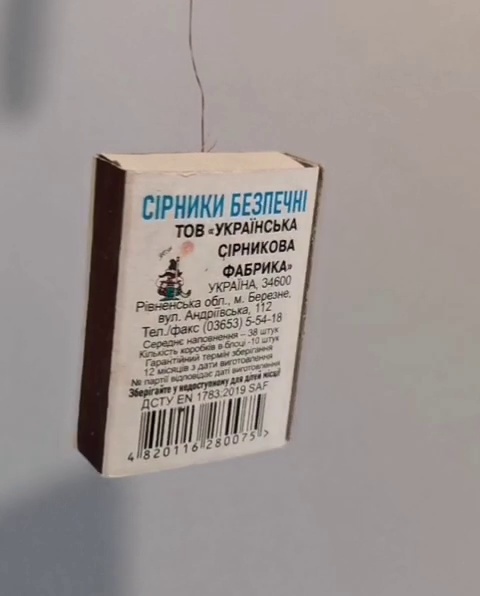 СІРНИКИ БЕЗПЕЧНІ
ТОВ «УКРАЇНСЬКА
СІРНИКОВА
ФАБРИКА»
УКРАЇНА, 34600
Рівненська обл., м. Березне,
вул. Андріївська, 112
Тел./факс (03653) 5-54-18
Середнє наповнення – 38 штук
Кількість коробків в блоці -10 штук
Гарантійний термін зберігання
12 місяців з дати виготовлення
№ партії відповідає даті виготовлення
Зберігайте у недоступному для дітей місці!
ДСТУ EN 1783:2019 SAF
4 820116 280075 >